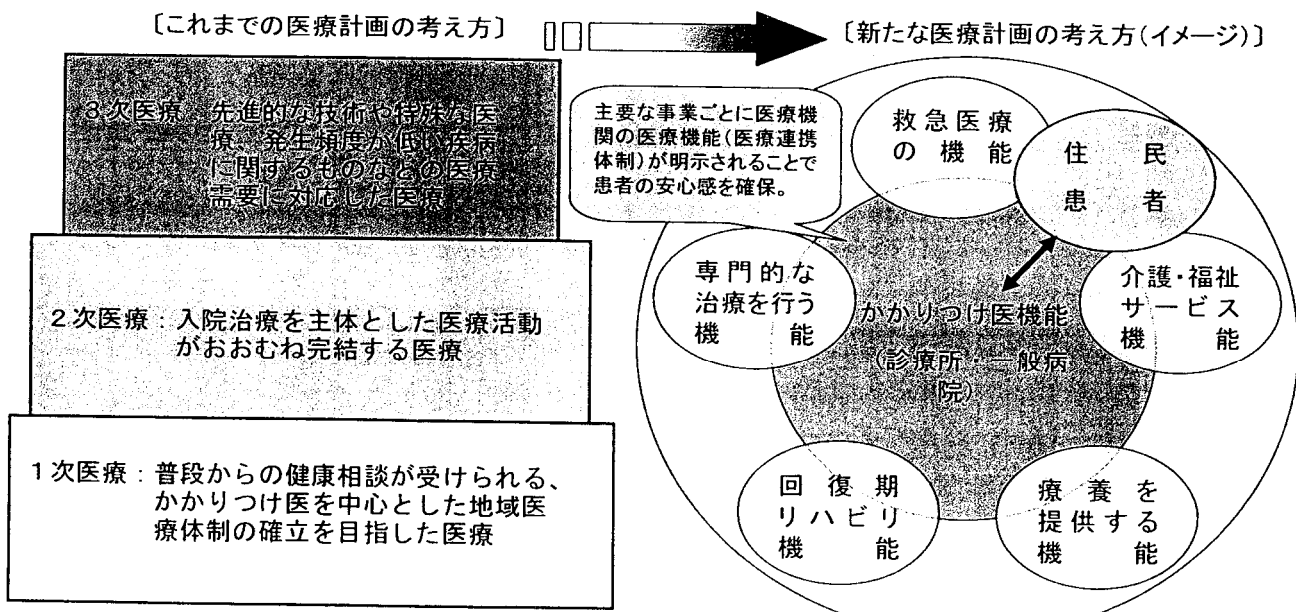 〔これまでの医療計画の考え方〕
〔新たな医療計画の考え方(イメージ)〕
3次医療:先進的な技術や特殊な医
療、発生頻度が低い疾病
に関するものなどの医療
需要に対応した医療
2次医療:入院治療を主体とした医療活動
がおおむね完結する医療
1次医療:普段からの健康相談が受けられる、
かかりつけ医を中心とした地域医
療体制の確立を目指した医療
主要な事業ごとに医療機
関の医療機能(医療連携
体制)が明示されることで
患者の安心感を確保。
救急医療
の機能
住民
患者
専門的な
治療を行う
機能
介護・福祉
サービス
機能
かかりつけ医機能
(診療所・一般病
院)
回復期
リハビリ
機能
療養を
提供する
機能